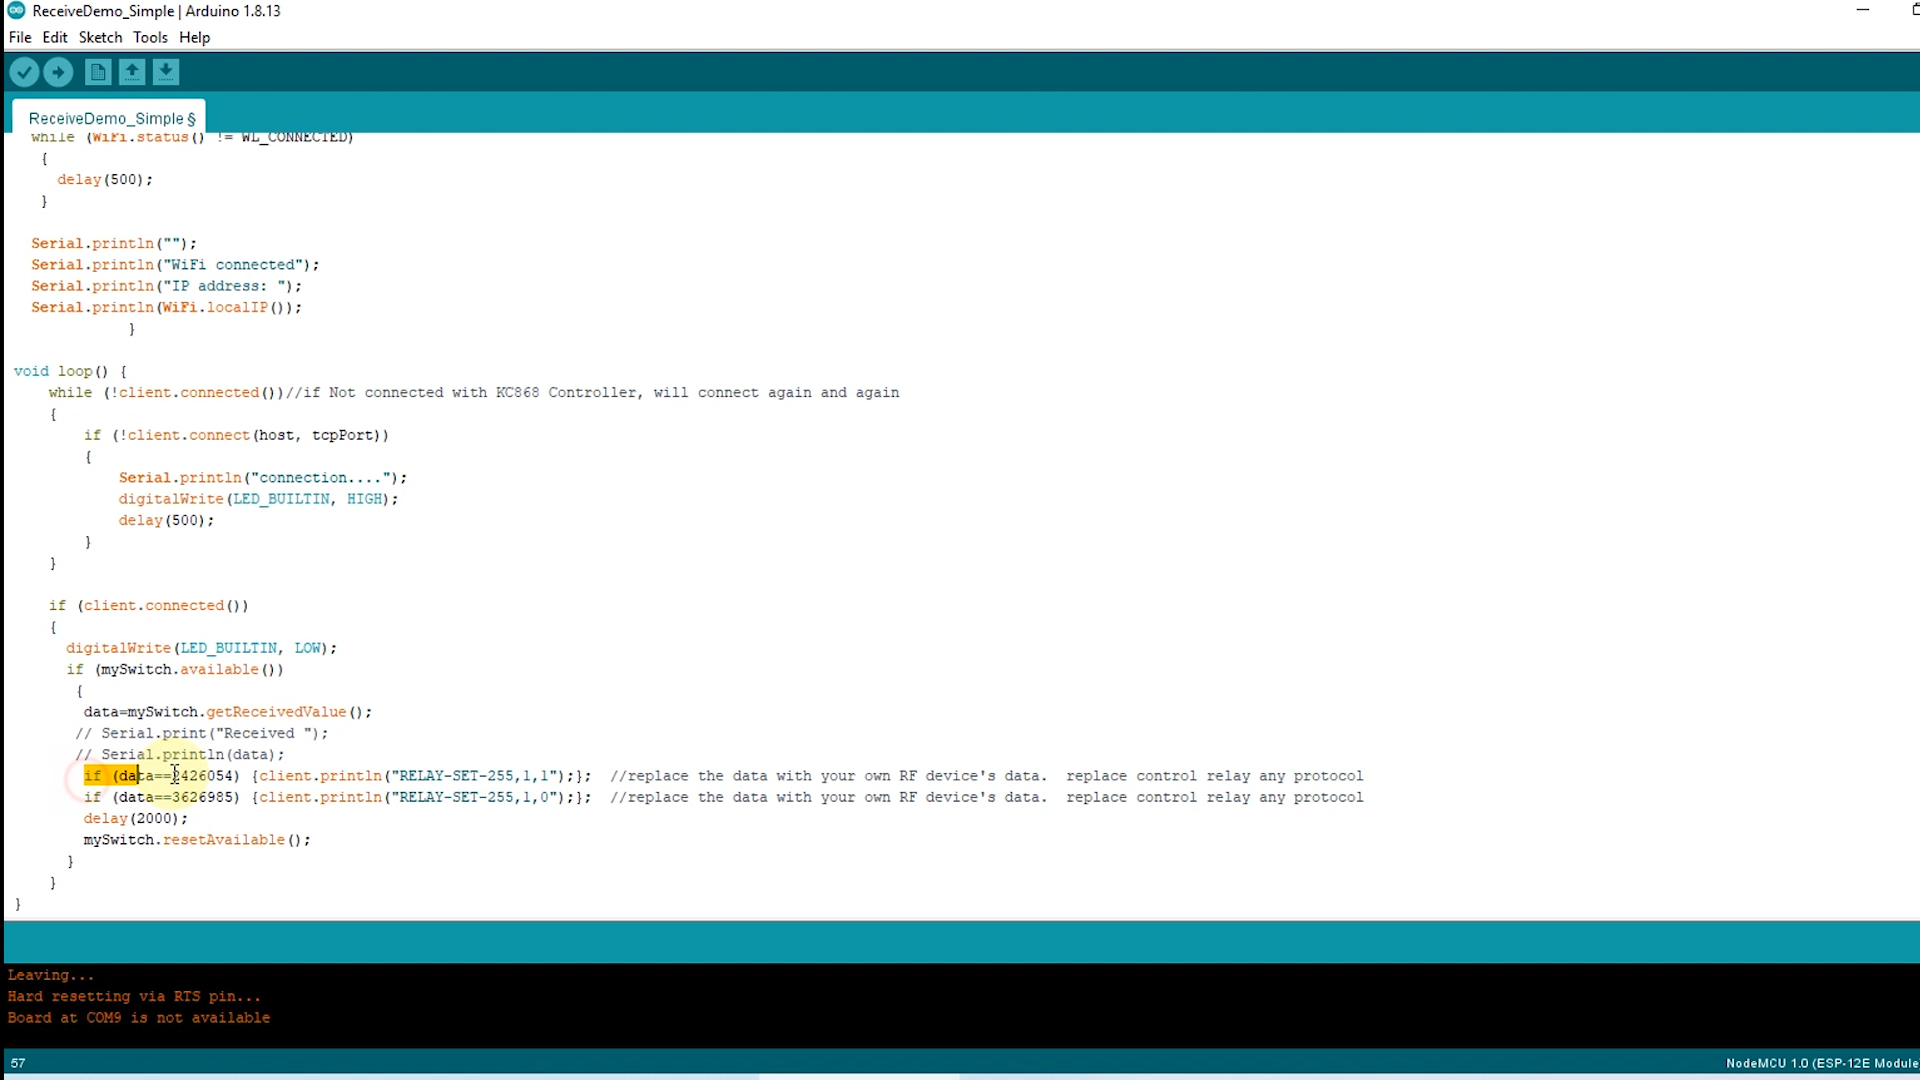 ReceiveDemo_Simple | Arduino 1.8.13
File Edit Sketch Tools Help
ReceiveDemo_Simple §
while (WiFi.status() != WL_CONNECTED)
{
delay(500);
}
Serial.println("");
Serial.println("WiFi connected");
Serial.println("IP address: ");
Serial.println(WiFi.localIP());
}
void loop() {
while (!client.connected())//if Not connected with KC868 Controller, will connect again and again
{
if (!client.connect(host, tcpPort))
{
Serial.println("connection....");
digitalWrite(LED_BUILTIN, HIGH);
delay(500);
}
}
if (client.connected())
{
digitalWrite(LED_BUILTIN, LOW);
if (mySwitch.available())
{
data=mySwitch.getReceivedValue();
// Serial.print("Received ");
// Serial.println(data);
if (data==2426054) {client.println("RELAY-SET-255,1,1");}; //replace the data with your own RF device's data. replace control relay any protocol
if (data==3626985) {client.println("RELAY-SET-255,1,0");}; //replace the data with your own RF device's data. replace control relay any protocol
delay(2000);
mySwitch.resetAvailable();
}
}
}
Leaving...
Hard resetting via RTS pin...
Board at COM9 is not available
57
NodeMCU 1.0 (ESP-12E Module